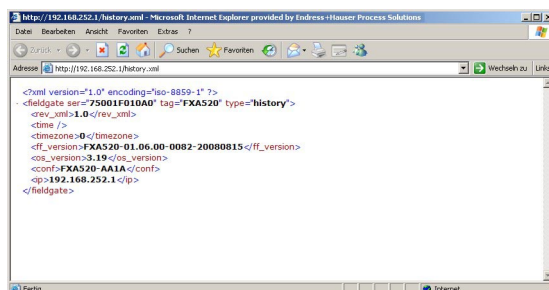 http://192.168.252.1/history.xml - Microsoft Internet Explorer provided by Endress+Hauser Process Solutions
Datei Bearbeiten Ansicht Favoriten Extras ?
Zurück Suchen Favoriten
Adresse http://192.168.252.1/history.xml Wechseln zu Links
<?xml version="1.0" encoding="iso-8859-1" ?>
- <fieldgate ser="75001F010A0" tag="FXA520" type="history">
<rev_xml>1.0</rev_xml>
<time />
<timezone>0</timezone>
<ff_version>FXA520-01.06.00-0082-20080815</ff_version>
<os_version>3.19</os_version>
<conf>FXA520-AA1A</conf>
<ip>192.168.252.1</ip>
</fieldgate>
Fertig Internet